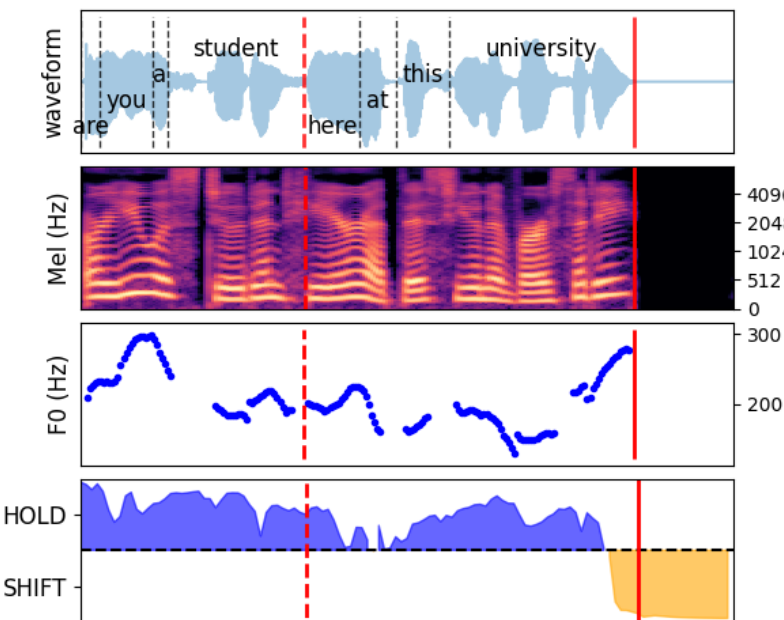 waveform
are you a student here at this university
Mel (Hz)
4096
2048
1024
512
0
F0 (Hz)
300
200
HOLD
SHIFT